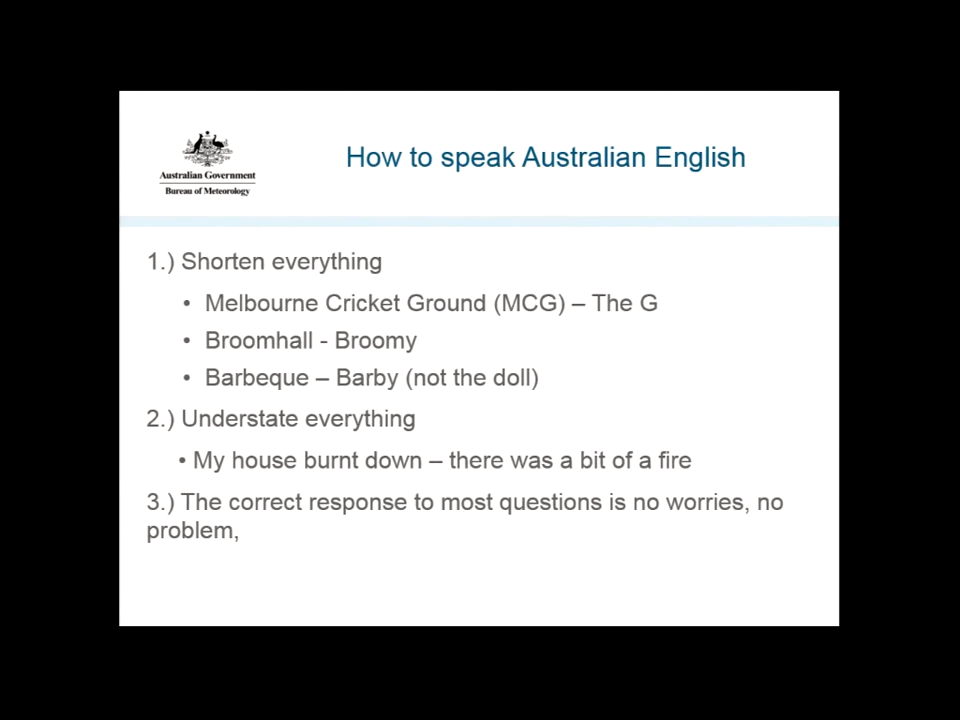 Australian Government
Bureau of Meteorology
How to speak Australian English
1.) Shorten everything
• Melbourne Cricket Ground (MCG) – The G
• Broomhall - Broomy
• Barbeque – Barby (not the doll)
2.) Understate everything
• My house burnt down – there was a bit of a fire
3.) The correct response to most questions is no worries, no
problem,